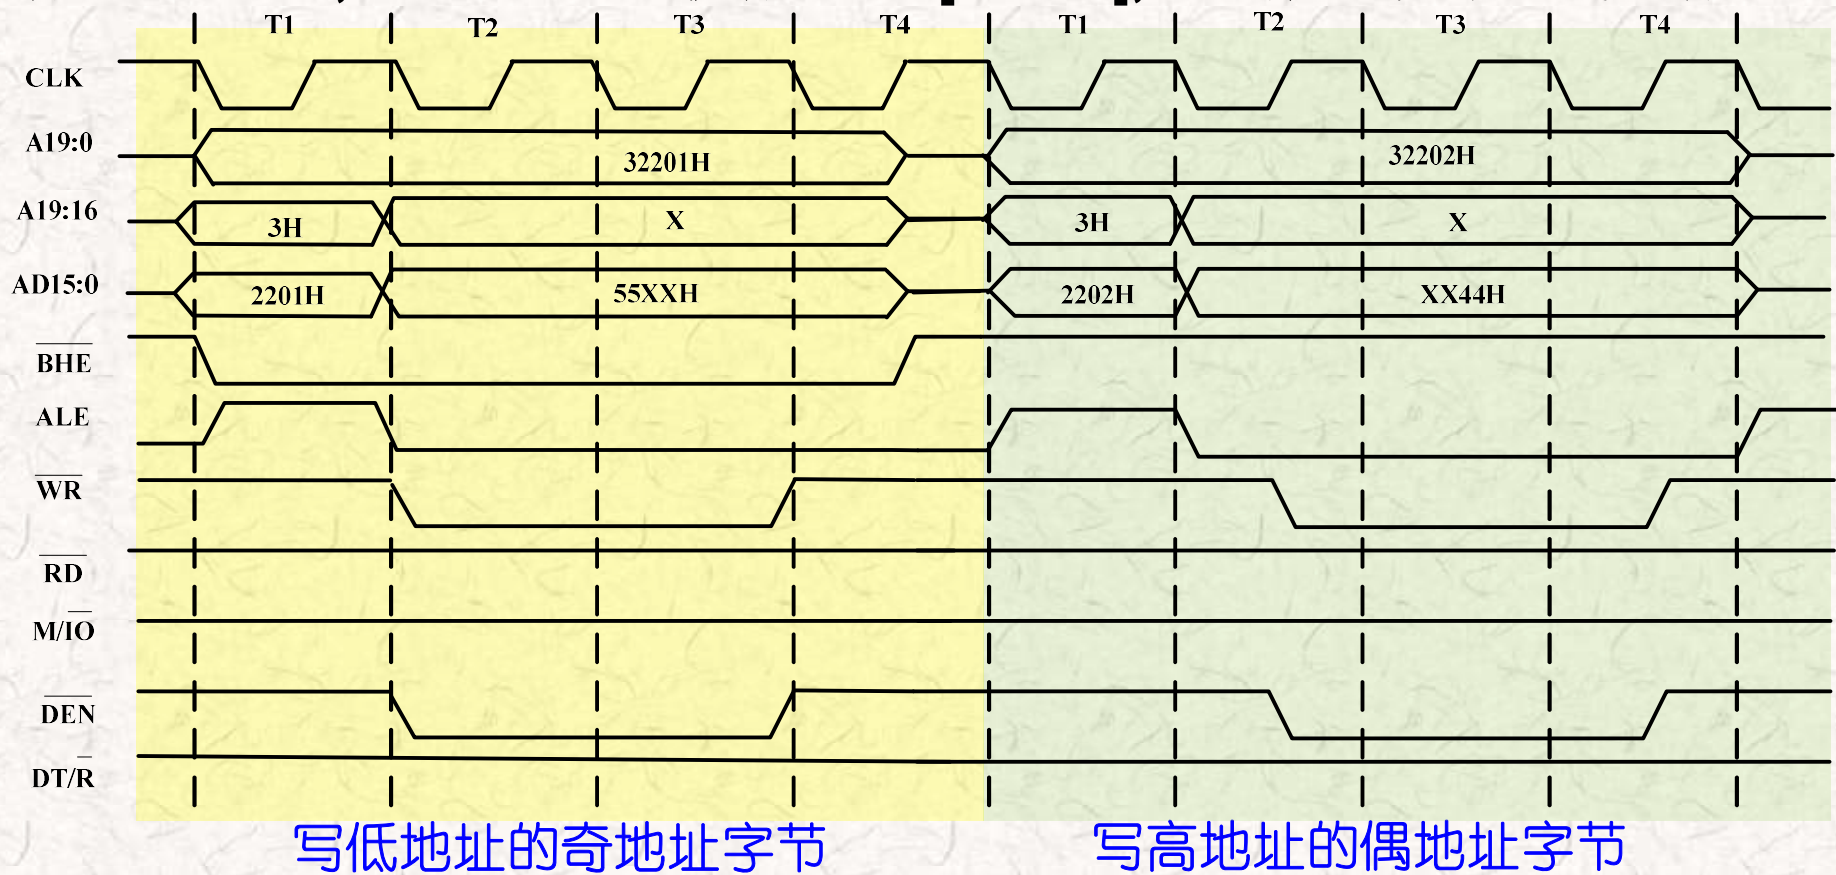 T1 T2 T3 T4 T1 T2 T3 T4
CLK
A19:0 32201H 32202H
A19:16 3H X 3H X
AD15:0 2201H 55XXH 2202H XX44H
BHE
ALE
WR
RD
M/IO
DEN
DT/R
写低地址的奇地址字节 写高地址的偶地址字节